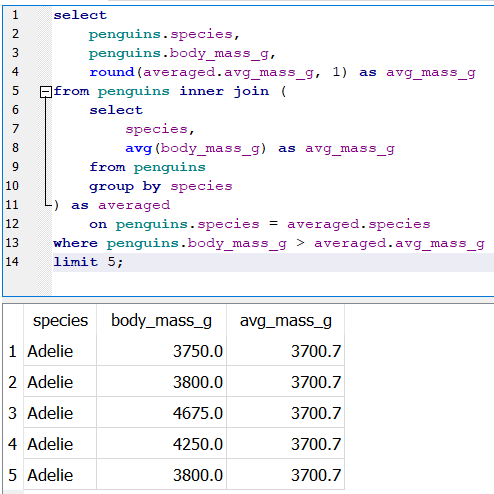 1 select
2 penguins.species,
3 penguins.body_mass_g,
4 round(averaged.avg_mass_g, 1) as avg_mass_g
5 from penguins inner join (
6 select
7 species,
8 avg(body_mass_g) as avg_mass_g
9 from penguins
10 group by species
11 ) as averaged
12 on penguins.species = averaged.species
13 where penguins.body_mass_g > averaged.avg_mass_g
14 limit 5;
species body_mass_g avg_mass_g
1 Adelie 3750.0 3700.7
2 Adelie 3800.0 3700.7
3 Adelie 4675.0 3700.7
4 Adelie 4250.0 3700.7
5 Adelie 3800.0 3700.7